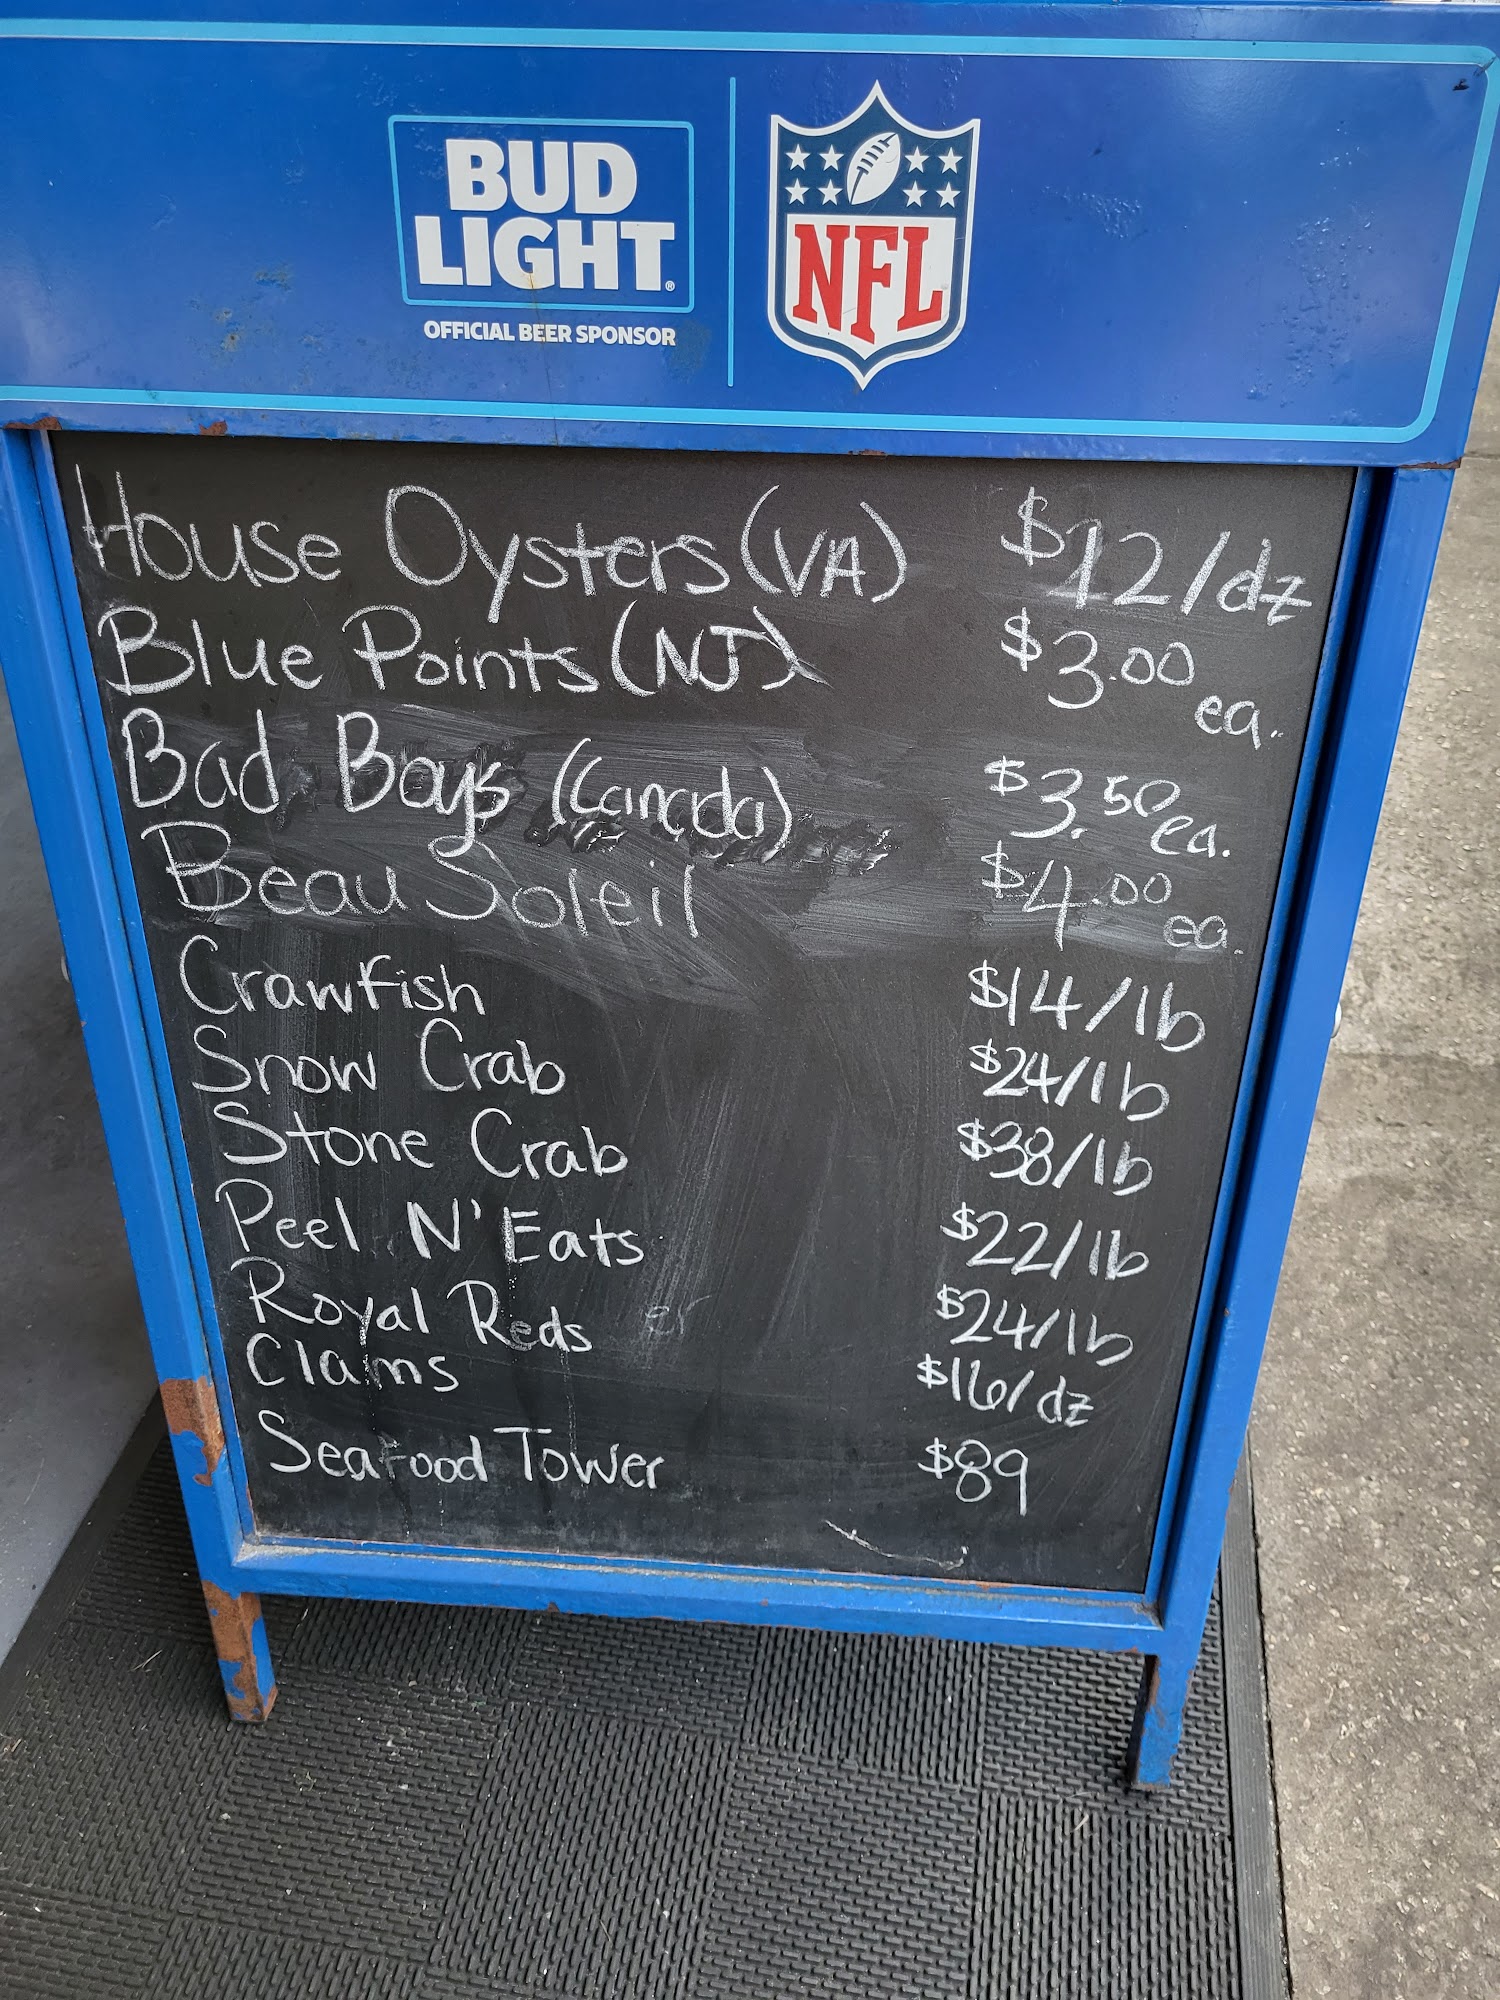 BUD
LIGHT®
OFFICIAL BEER SPONSOR
NFL
House Oysters (VA) $12/dz
Blue Points (NJ) $3.00 ea.
Bad Boys (Canada) $3.50 ea.
Beau Soleil $4.00 ea.
Crawfish $14/lb
Snow Crab $24/lb
Stone Crab $38/lb
Peel N' Eats $22/lb
Royal Reds $24/lb
Clams $16/dz
Seafood Tower $89